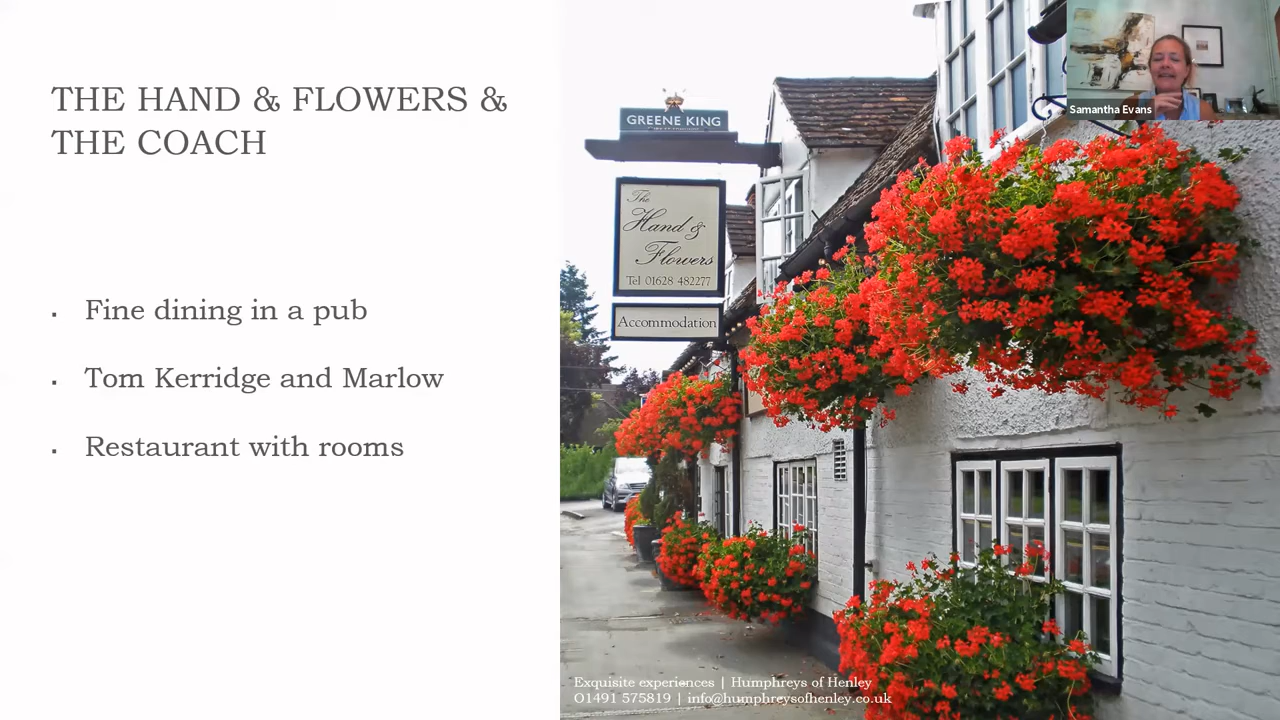 THE HAND & FLOWERS &
THE COACH
Fine dining in a pub
Tom Kerridge and Marlow
Restaurant with rooms
GREENE KING
The
Hand &
Flowers
Tel 01628 482277
Accommodation
Samantha Evans
Exquisite experiences | Humphreys of Henley
O1491 575819 | info@humphreysofhenley.co.uk